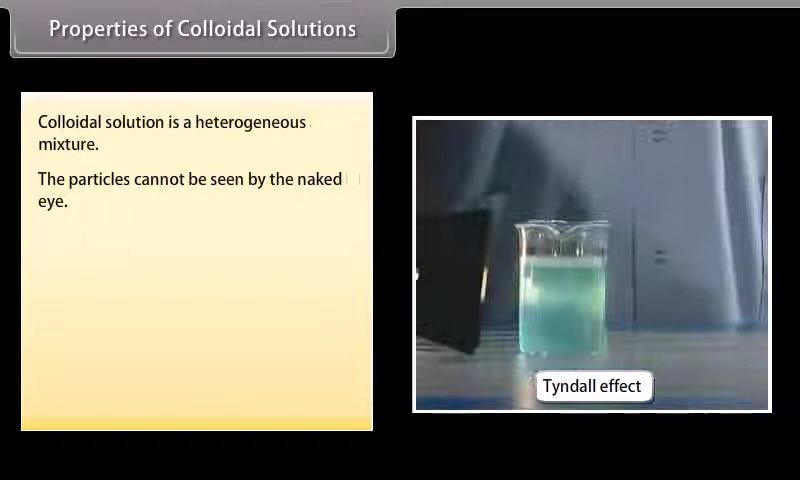 Properties of Colloidal Solutions
Colloidal solution is a heterogeneous
mixture.
The particles cannot be seen by the naked
eye.
Tyndall effect